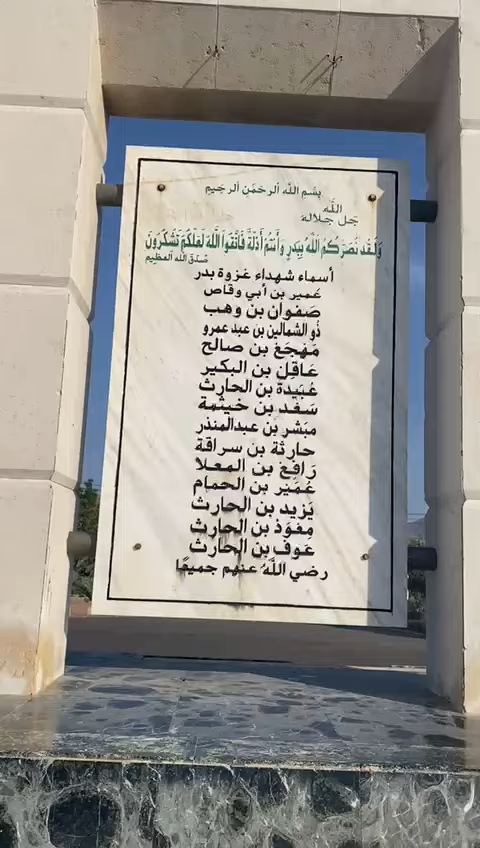 بسم الله الرحمن الرحيم
الله
جل جلاله
وَلَقَدْ نَصَرَكُمُ اللَّهُ بِبَدْرٍ وَأَنتُمْ أَذِلَّةٌ فَاتَّقُوا اللَّهَ لَعَلَّكُمْ تَشْكُرُونَ
صدق الله العظيم
أسماء شهداء غزوة بدر
عمير بن أبي وقاص
صفوان بن وهب
ذو الشمالين بن عبد عمرو
مهجع بن صالح
عاقل بن البكير
عبيدة بن الحارث
سعد بن خيثمة
مبشر بن عبدالمنذر
حارثة بن سراقة
رافع بن المعلا
عمير بن الحمام
يزيد بن الحارث
معوذ بن الحارث
عوف بن الحارث
رضي الله عنهم جميعًا